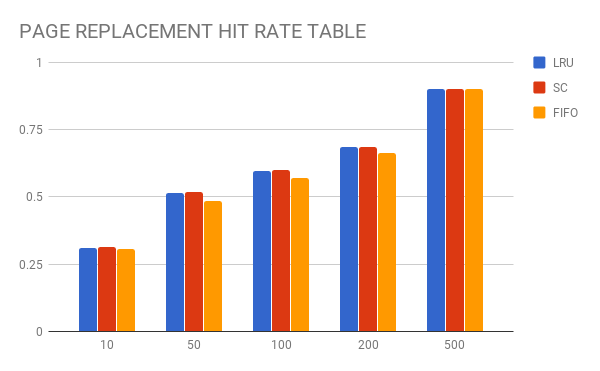 PAGE REPLACEMENT HIT RATE TABLE
1
0.75
0.5
0.25
0
10 50 100 200 500
LRU
SC
FIFO